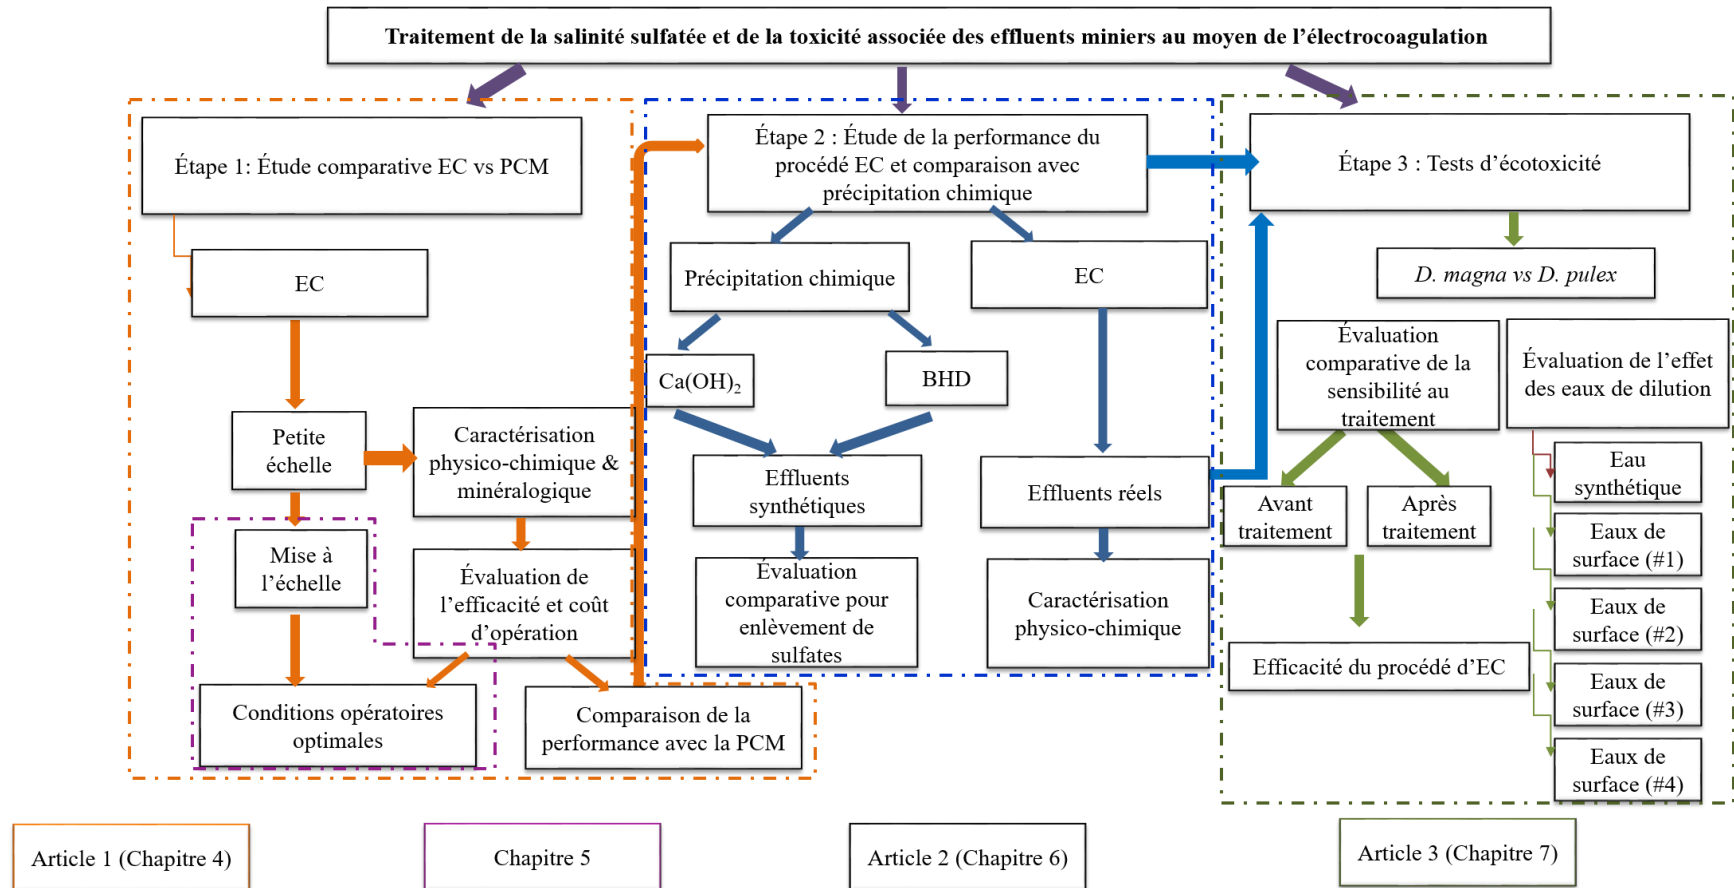 Traitement de la salinité sulfatée et de la toxicité associée des effluents miniers au moyen de l’électrocoagulation
Étape 1: Étude comparative EC vs PCM
EC
Petite
échelle
Caractérisation
physico-chimique &
minéralogique
Mise à
l’échelle
Évaluation de
l’efficacité et coût
d’opération
Conditions opératoires
optimales
Comparaison de la
performance avec la PCM
Étape 2 : Étude de la performance du
procédé EC et comparaison avec
précipitation chimique
Précipitation chimique
EC
Ca(OH)₂
BHD
Effluents
synthétiques
Effluents réels
Évaluation
comparative pour
enlèvement de
sulfates
Caractérisation
physico-chimique
Étape 3 : Tests d’écotoxicité
D. magna vs D. pulex
Évaluation
comparative de la
sensibilité au
traitement
Évaluation de l’effet
des eaux de dilution
Avant
traitement
Après
traitement
Efficacité du procédé d’EC
Eau
synthétique
Eaux de
surface (#1)
Eaux de
surface (#2)
Eaux de
surface (#3)
Eaux de
surface (#4)
Article 1 (Chapitre 4)
Chapitre 5
Article 2 (Chapitre 6)
Article 3 (Chapitre 7)